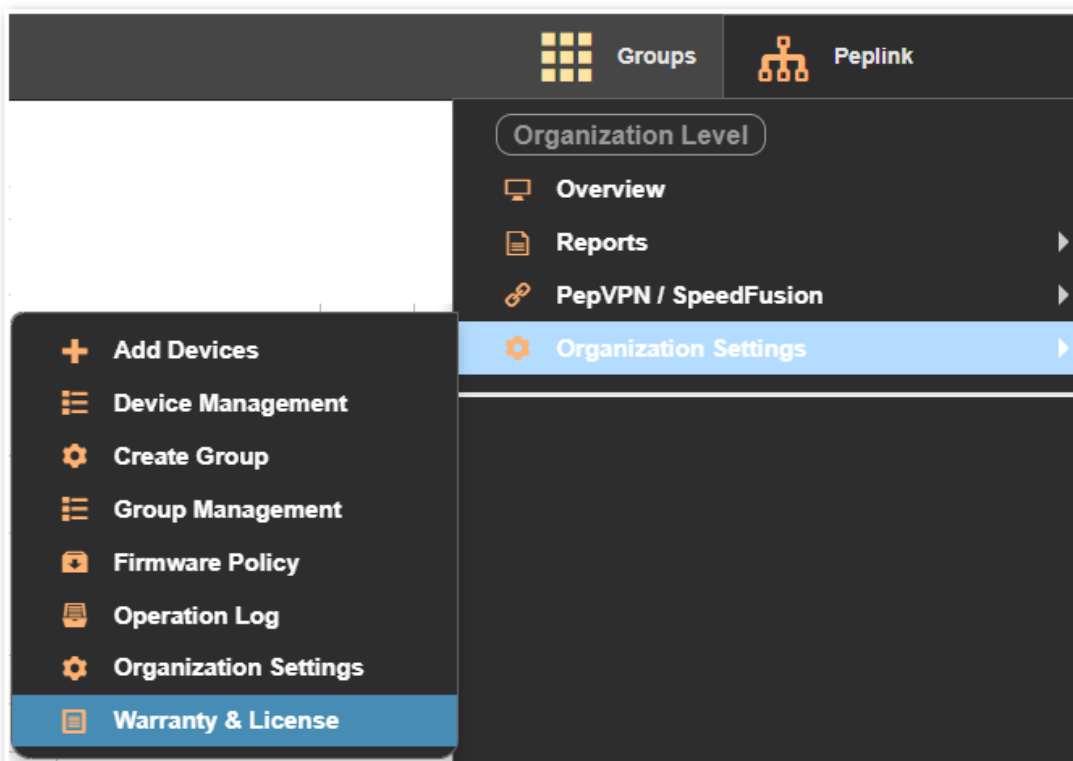 Groups
Peplink
Organization Level
Overview
Reports
PepVPN / SpeedFusion
Organization Settings
Add Devices
Device Management
Create Group
Group Management
Firmware Policy
Operation Log
Organization Settings
Warranty & License